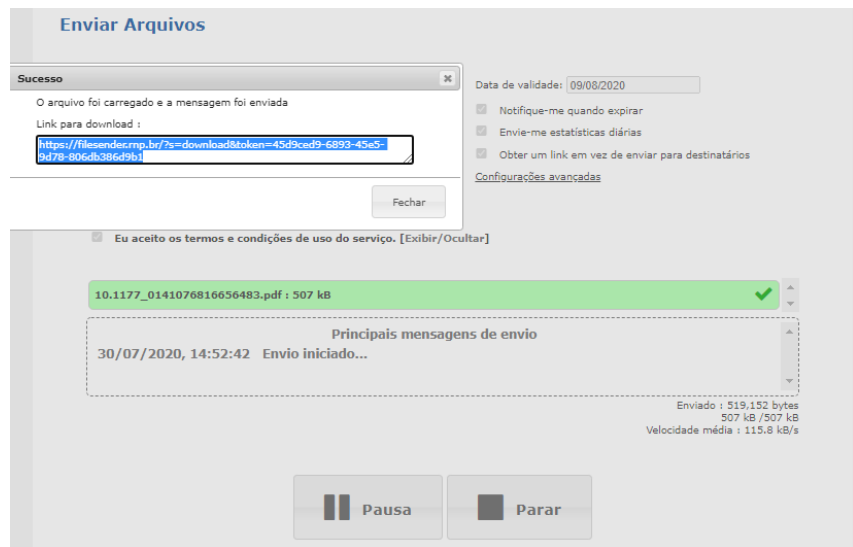 Enviar Arquivos
Sucesso
O arquivo foi carregado e a mensagem foi enviada
Link para download :
https://filesender.rnp.br/?s=download&token=45d9ced9-6893-45e5-
9d78-806db386d9b1
Fechar
Data de validade: 09/08/2020
Notifique-me quando expirar
Envie-me estatísticas diárias
Obter um link em vez de enviar para destinatários
Configurações avançadas
Eu aceito os termos e condições de uso do serviço. [Exibir/Ocultar]
10.1177_0141076816656483.pdf : 507 kB
Principais mensagens de envio
30/07/2020, 14:52:42 Envio iniciado...
Enviado : 519,152 bytes
507 kB /507 kB
Velocidade média : 115.8 kB/s
Pausa
Parar